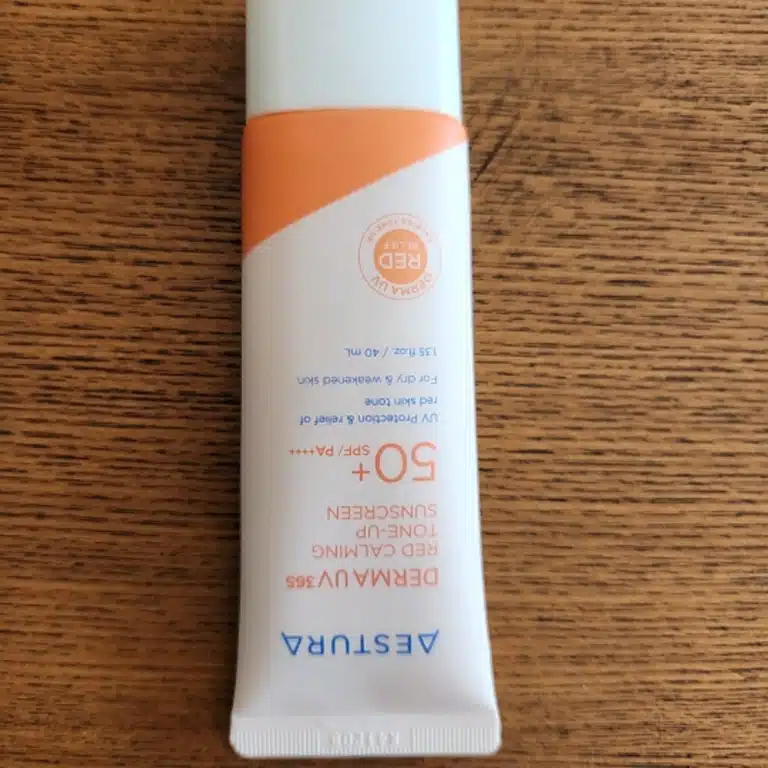 AESTURA
DERMA UV 365
RED CALMING
TONE-UP
SUNSCREEN
50+ SPF/PA++++
UV Protection & relief of
red skin tone
For dry & weakened skin
1.35 fl.oz. / 40 mL
DERMA UV
RED
RELIEF